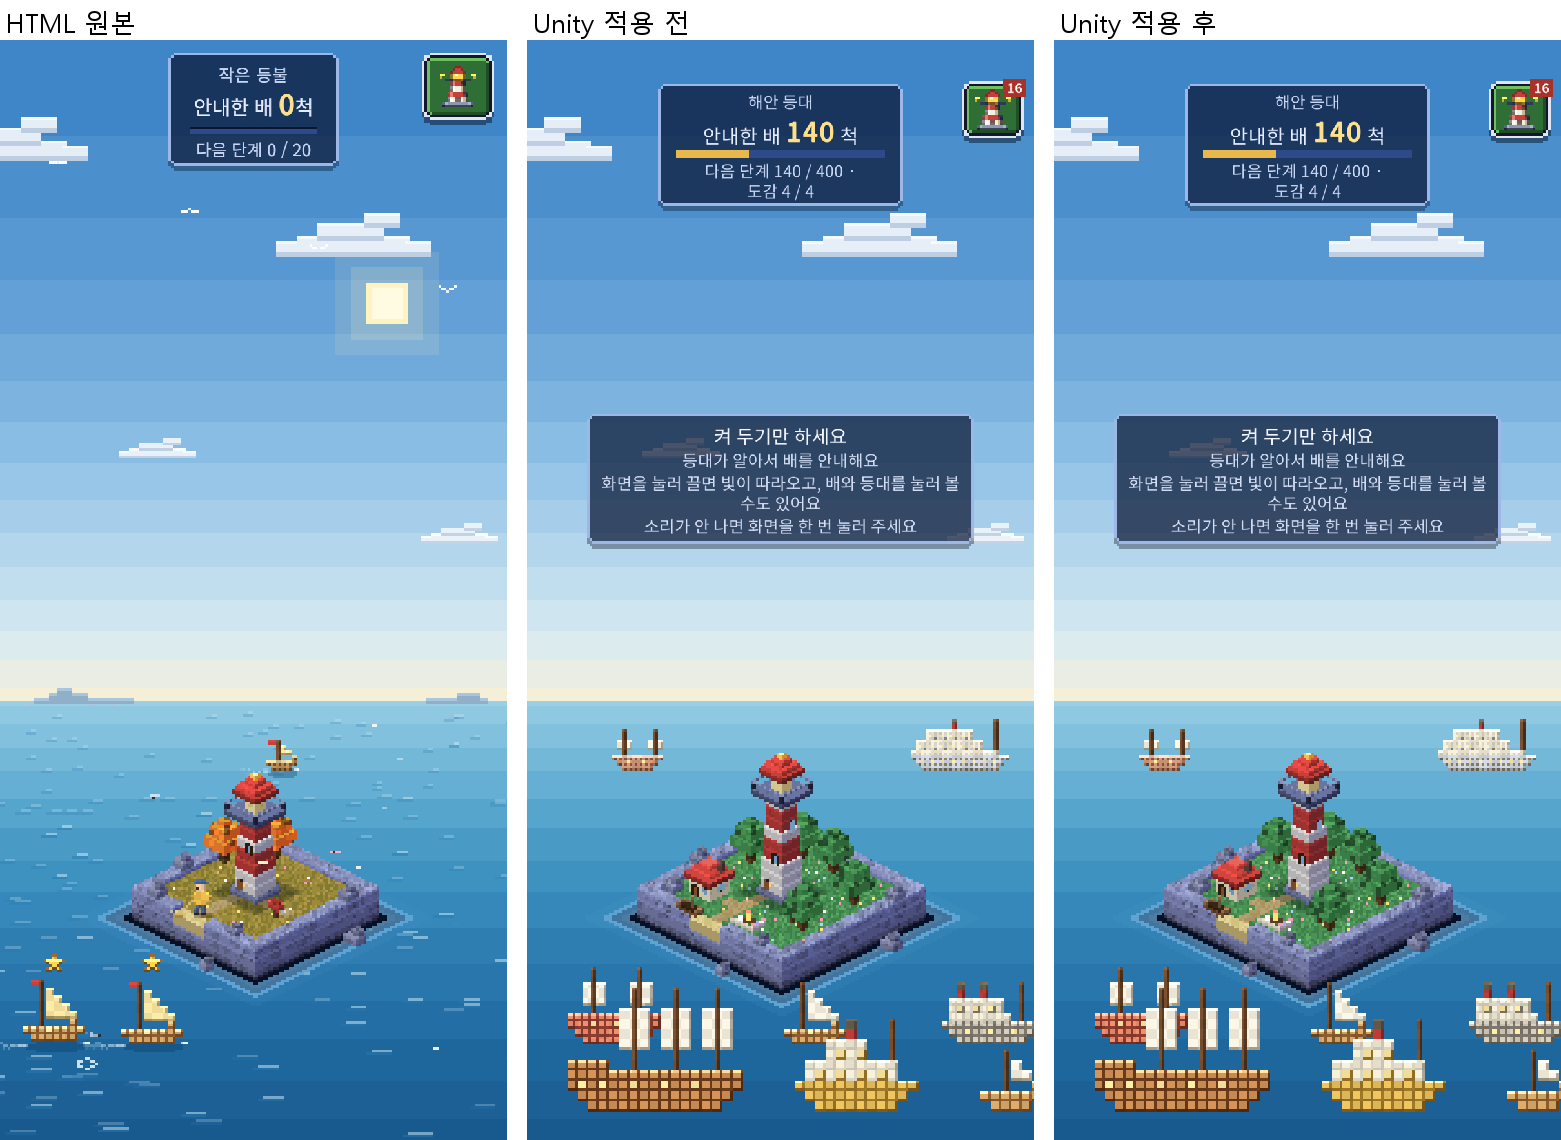 HTML 원본
작은 등불
안내한 배 0척
다음 단계 0 / 20
Unity 적용 전
16
해안 등대
안내한 배 140 척
다음 단계 140 / 400 ·
도감 4 / 4
켜 두기만 하세요
등대가 알아서 배를 안내해요
화면을 눌러 끌면 빛이 따라오고, 배와 등대를 눌러 볼
수도 있어요
소리가 안 나면 화면을 한 번 눌러 주세요
Unity 적용 후
16
해안 등대
안내한 배 140 척
다음 단계 140 / 400 ·
도감 4 / 4
켜 두기만 하세요
등대가 알아서 배를 안내해요
화면을 눌러 끌면 빛이 따라오고, 배와 등대를 눌러 볼
수도 있어요
소리가 안 나면 화면을 한 번 눌러 주세요